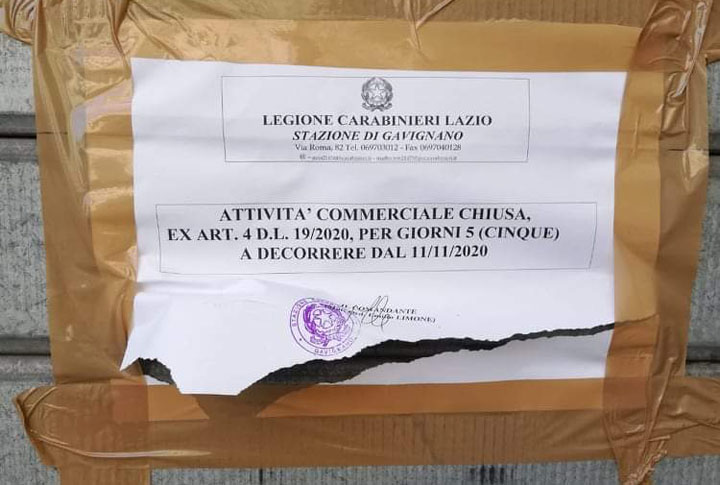 LEGIONE CARABINIERI LAZIO
STAZIONE DI GAVIGNANO
Via Roma, 82 Tel. 069703012 - Fax 0697040128
ATTIVITA' COMMERCIALE CHIUSA,
EX ART. 4 D.L. 19/2020, PER GIORNI 5 (CINQUE)
A DECORRERE DAL 11/11/2020
COMANDANTE
LIMONE)
GAVIGNANO